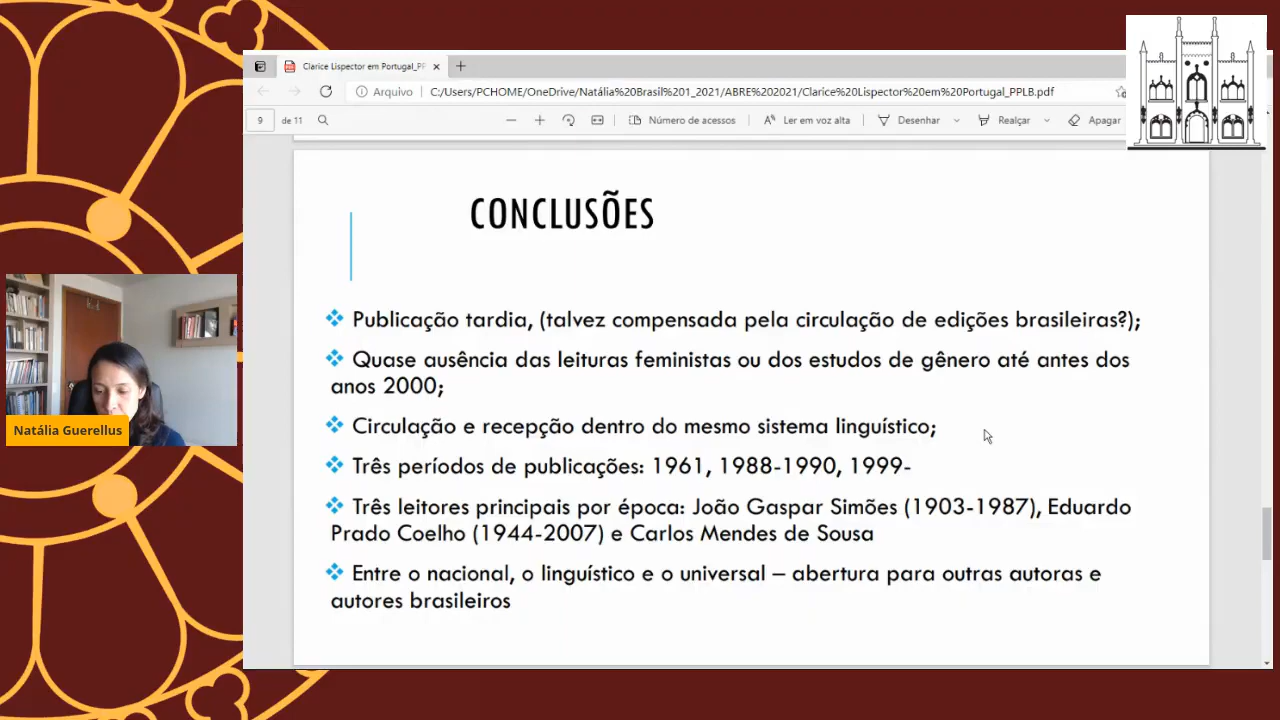 Clarice Lispector em Portugal_PP
Arquivo
C:/Users/PCHOME/OneDrive/Natália%20Brasil%201_2021/ABRE%202021/Clarice%20Lispector%20em%20Portugal_PPLB.pdf
9 de 11
Número de acessos
Ler em voz alta
Desenhar
Realçar
Apagar
CONCLUSÕES
Publicação tardia, (talvez compensada pela circulação de edições brasileiras?);
Quase ausência das leituras feministas ou dos estudos de gênero até antes dos
anos 2000;
Circulação e recepção dentro do mesmo sistema linguístico;
Três períodos de publicações: 1961, 1988-1990, 1999-
Três leitores principais por época: João Gaspar Simões (1903-1987), Eduardo
Prado Coelho (1944-2007) e Carlos Mendes de Sousa
Entre o nacional, o linguístico e o universal – abertura para outras autoras e
autores brasileiros
Natália Guerellus